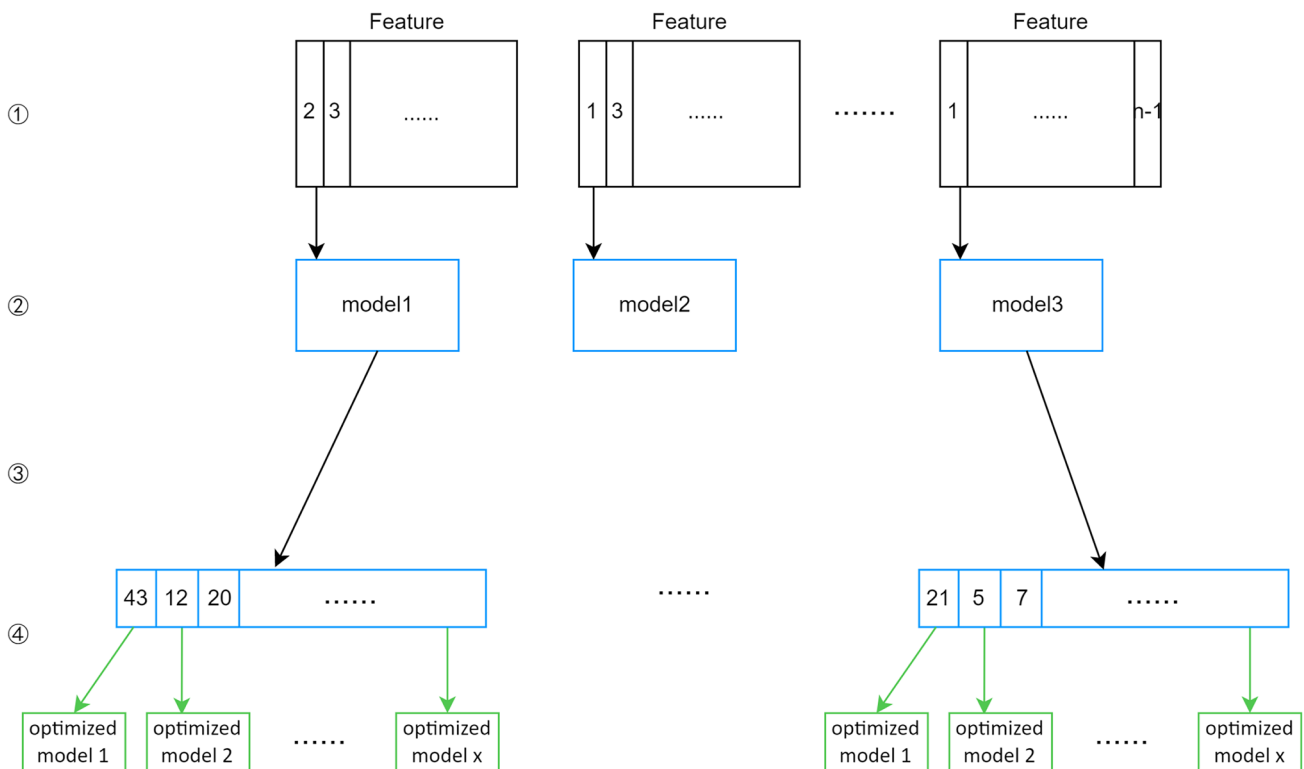 Feature Feature Feature
① 2 3 ...... 1 3 ...... ....... 1 ...... n-1
② model1 model2 model3
③
43 12 20 ...... ...... 21 5 7 ......
④
optimized model 1 optimized model 2 ...... optimized model x optimized model 1 optimized model 2 ...... optimized model x